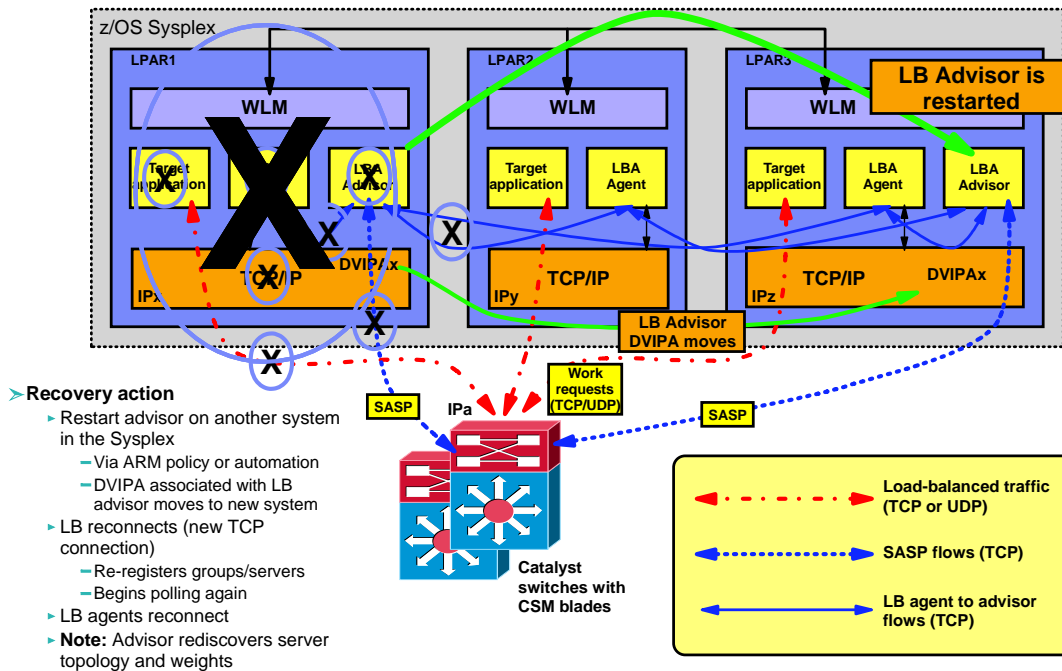 z/OS Sysplex
LPAR1
LPAR2
LPAR3
LB Advisor is
restarted
WLM
WLM
WLM
Target
application
X
LBA
Advisor
X
X
Target
application
LBA
Agent
Target
application
LBA
Agent
LBA
Advisor
X
X
X
TCP/IP
X
DVIPAx
IPx
TCP/IP
IPy
TCP/IP
DVIPAx
IPz
X
X
LB Advisor
DVIPA moves
Work
requests
(TCP/UDP)
SASP
IPa
SASP
Recovery action
Restart advisor on another system
in the Sysplex
–Via ARM policy or automation
–DVIPA associated with LB
advisor moves to new system
LB reconnects (new TCP
connection)
–Re-registers groups/servers
–Begins polling again
LB agents reconnect
Note: Advisor rediscovers server
topology and weights
Catalyst
switches with
CSM blades
Load-balanced traffic
(TCP or UDP)
SASP flows (TCP)
LB agent to advisor
flows (TCP)